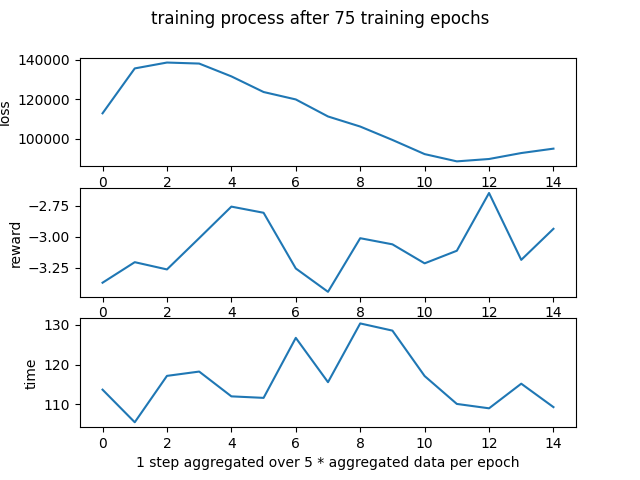 training process after 75 training epochs
140000
120000
100000
loss
0 2 4 6 8 10 12 14
−2.75
−3.00
−3.25
reward
0 2 4 6 8 10 12 14
130
120
110
time
0 2 4 6 8 10 12 14
1 step aggregated over 5 * aggregated data per epoch